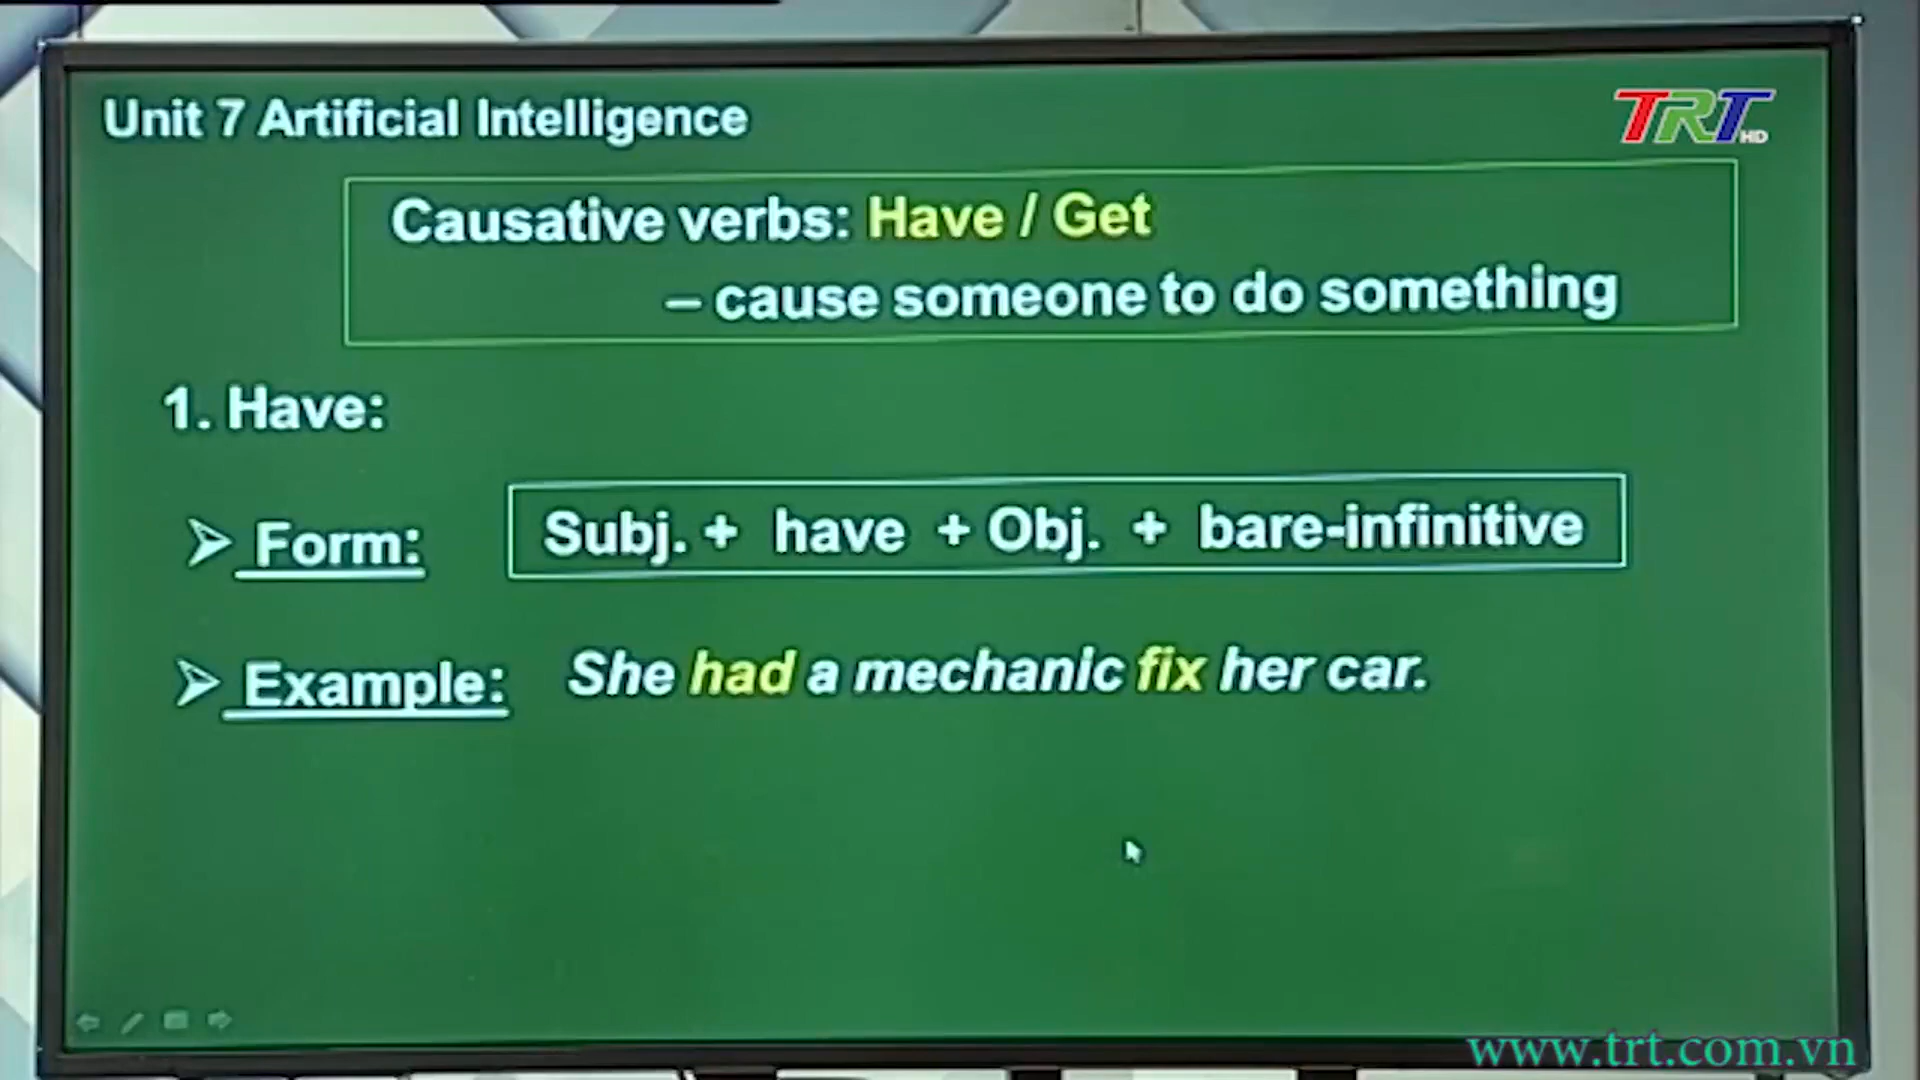 Unit 7 Artificial Intelligence
TRT HD
Causative verbs: Have / Get
– cause someone to do something
1. Have:
Form: Subj. + have + Obj. + bare-infinitive
Example: She had a mechanic fix her car.
www.trt.com.vn